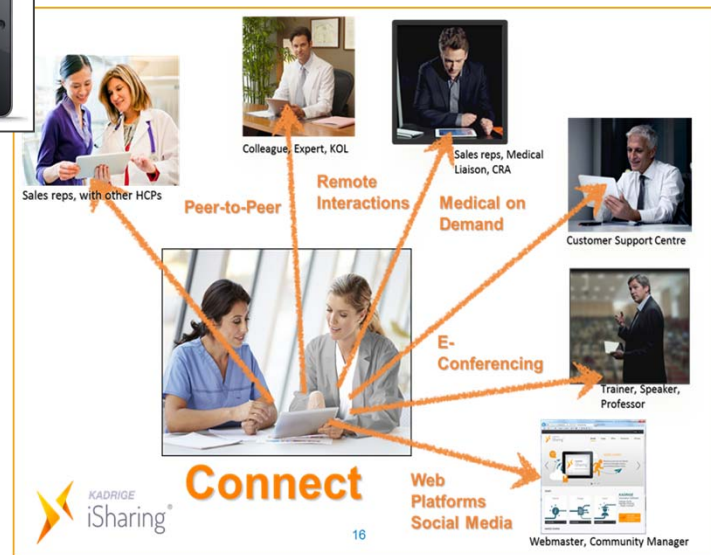 Colleague, Expert, KOL
Sales reps, Medical
Liaison, CRA
Sales reps, with other HCPs
Peer-to-Peer
Remote
Interactions
Medical on
Demand
Customer Support Centre
E-
Conferencing
Trainer, Speaker,
Professor
Connect
Web
Platforms
Social Media
Webmaster, Community Manager
KADRIGE
iSharing®
16
iSharing